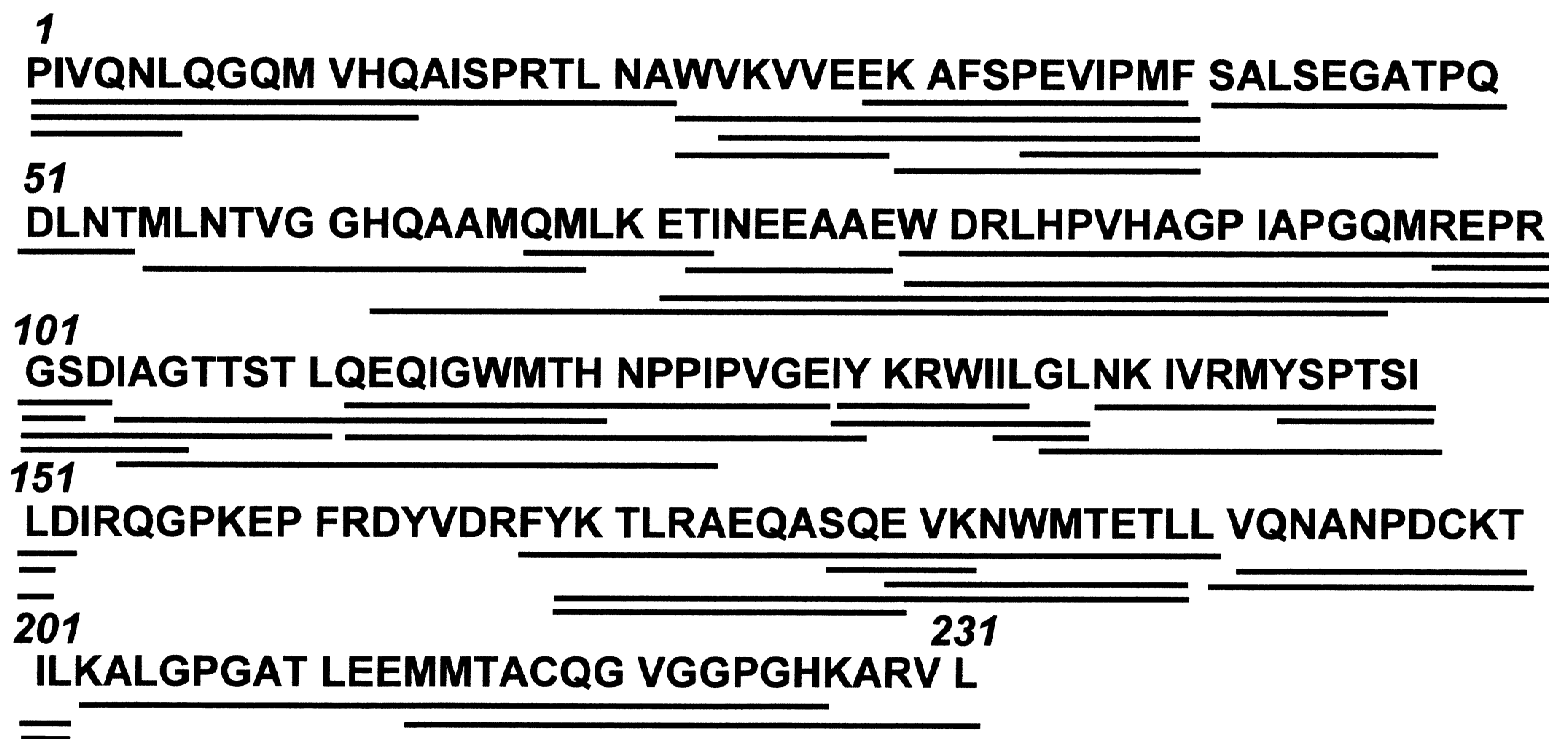 1
PIVQNLQGQM VHQAISPRTL NAWVKVVEEK AFSPEVIPMF SALSEGATPQ
51
DLNTMLNTVG GHQAAMQMLK ETINEEAAEW DRLHPVHAGP IAPGQMREPR
101
GSDIAGTTST LQEQIGWMTH NPPIPVGEIY KRWIILGLNK IVRMYSPTSI
151
LDIRQGPKEP FRDYVDRFYK TLRAEQASQE VKNWMTETLL VQNANPDCKT
201 231
ILKALGPGAT LEEMMTACQG VGGPGHKARV L